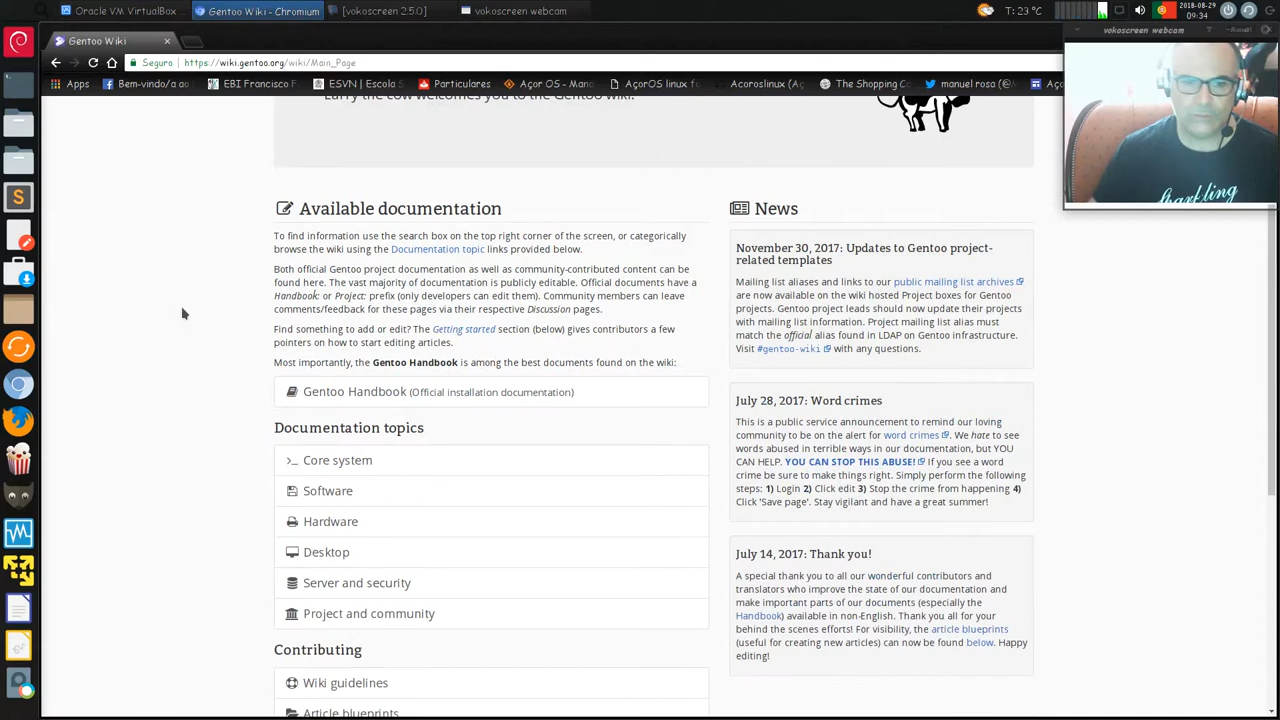 Oracle VM VirtualBox
Gentoo Wiki - Chromium
[vokoscreen 2.5.0]
vokoscreen webcam
T: 23 °C
2018-08-29
09:34
Gentoo Wiki
vokoscreen webcam
Seguro
https://wiki.gentoo.org/wiki/Main_Page
Apps
Bem-vindo/a ao
EBI Francisco F
ESVN | Escola S
Particulares
Açor OS - Mano
AçorOS linux fo
Acoroslinux (Aç
The Shopping Co
manuel rosa (@M
Larry the cow welcomes you to the Gentoo wiki.
Available documentation
To find information use the search box on the top right corner of the screen, or categorically
browse the wiki using the Documentation topic links provided below.
Both official Gentoo project documentation as well as community-contributed content can be
found here. The vast majority of documentation is publicly editable. Official documents have a
Handbook: or Project: prefix (only developers can edit them). Community members can leave
comments/feedback for these pages via their respective Discussion pages.
Find something to add or edit? The Getting started section (below) gives contributors a few
pointers on how to start editing articles.
Most importantly, the Gentoo Handbook is among the best documents found on the wiki:
Gentoo Handbook (Official installation documentation)
Documentation topics
Core system
Software
Hardware
Desktop
Server and security
Project and community
Contributing
Wiki guidelines
Article blueprints
News
November 30, 2017: Updates to Gentoo project-
related templates
Mailing list aliases and links to our public mailing list archives
are now available on the wiki hosted Project boxes for Gentoo
projects. Gentoo project leads should now update their projects
with mailing list information. Project mailing list alias must
match the official alias found in LDAP on Gentoo infrastructure.
Visit #gentoo-wiki with any questions.
July 28, 2017: Word crimes
This is a public service announcement to remind our loving
community to be on the alert for word crimes. We hate to see
words abused in terrible ways in our documentation, but YOU
CAN HELP. YOU CAN STOP THIS ABUSE! If you see a word
crime be sure to make things right. Simply perform the following
steps: 1) Login 2) Click edit 3) Stop the crime from happening 4)
Click 'Save page'. Stay vigilant and have a great summer!
July 14, 2017: Thank you!
A special thank you to all our wonderful contributors and
translators who improve the state of our documentation and
make important parts of our documents (especially the
Handbook) available in non-English. Thank you all for your
behind the scenes efforts! For visibility, the article blueprints
(useful for creating new articles) can now be found below. Happy
editing!